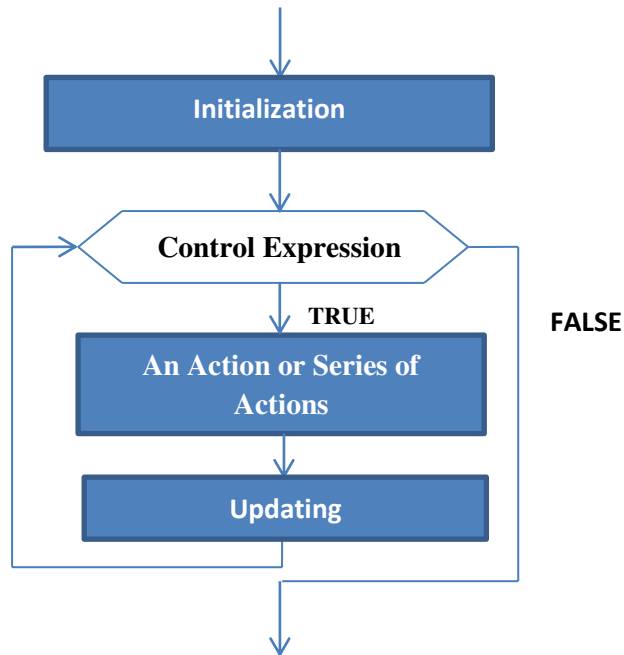 Initialization
Control Expression
TRUE
FALSE
An Action or Series of
Actions
Updating